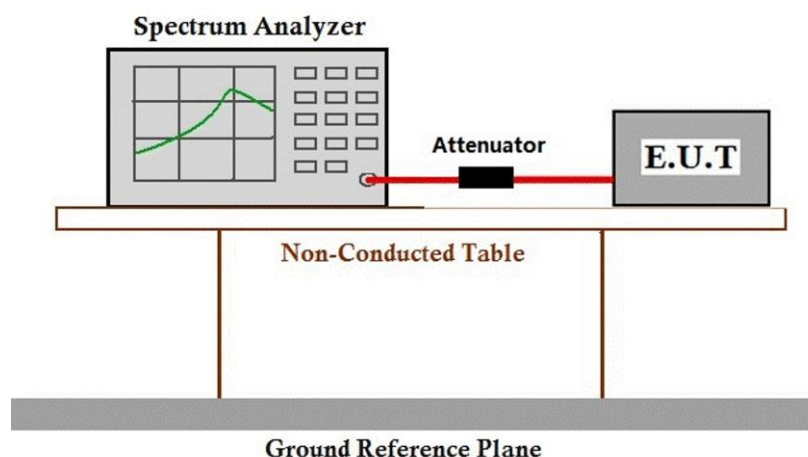 Spectrum Analyzer
Attenuator
E.U.T
Non-Conducted Table
Ground Reference Plane